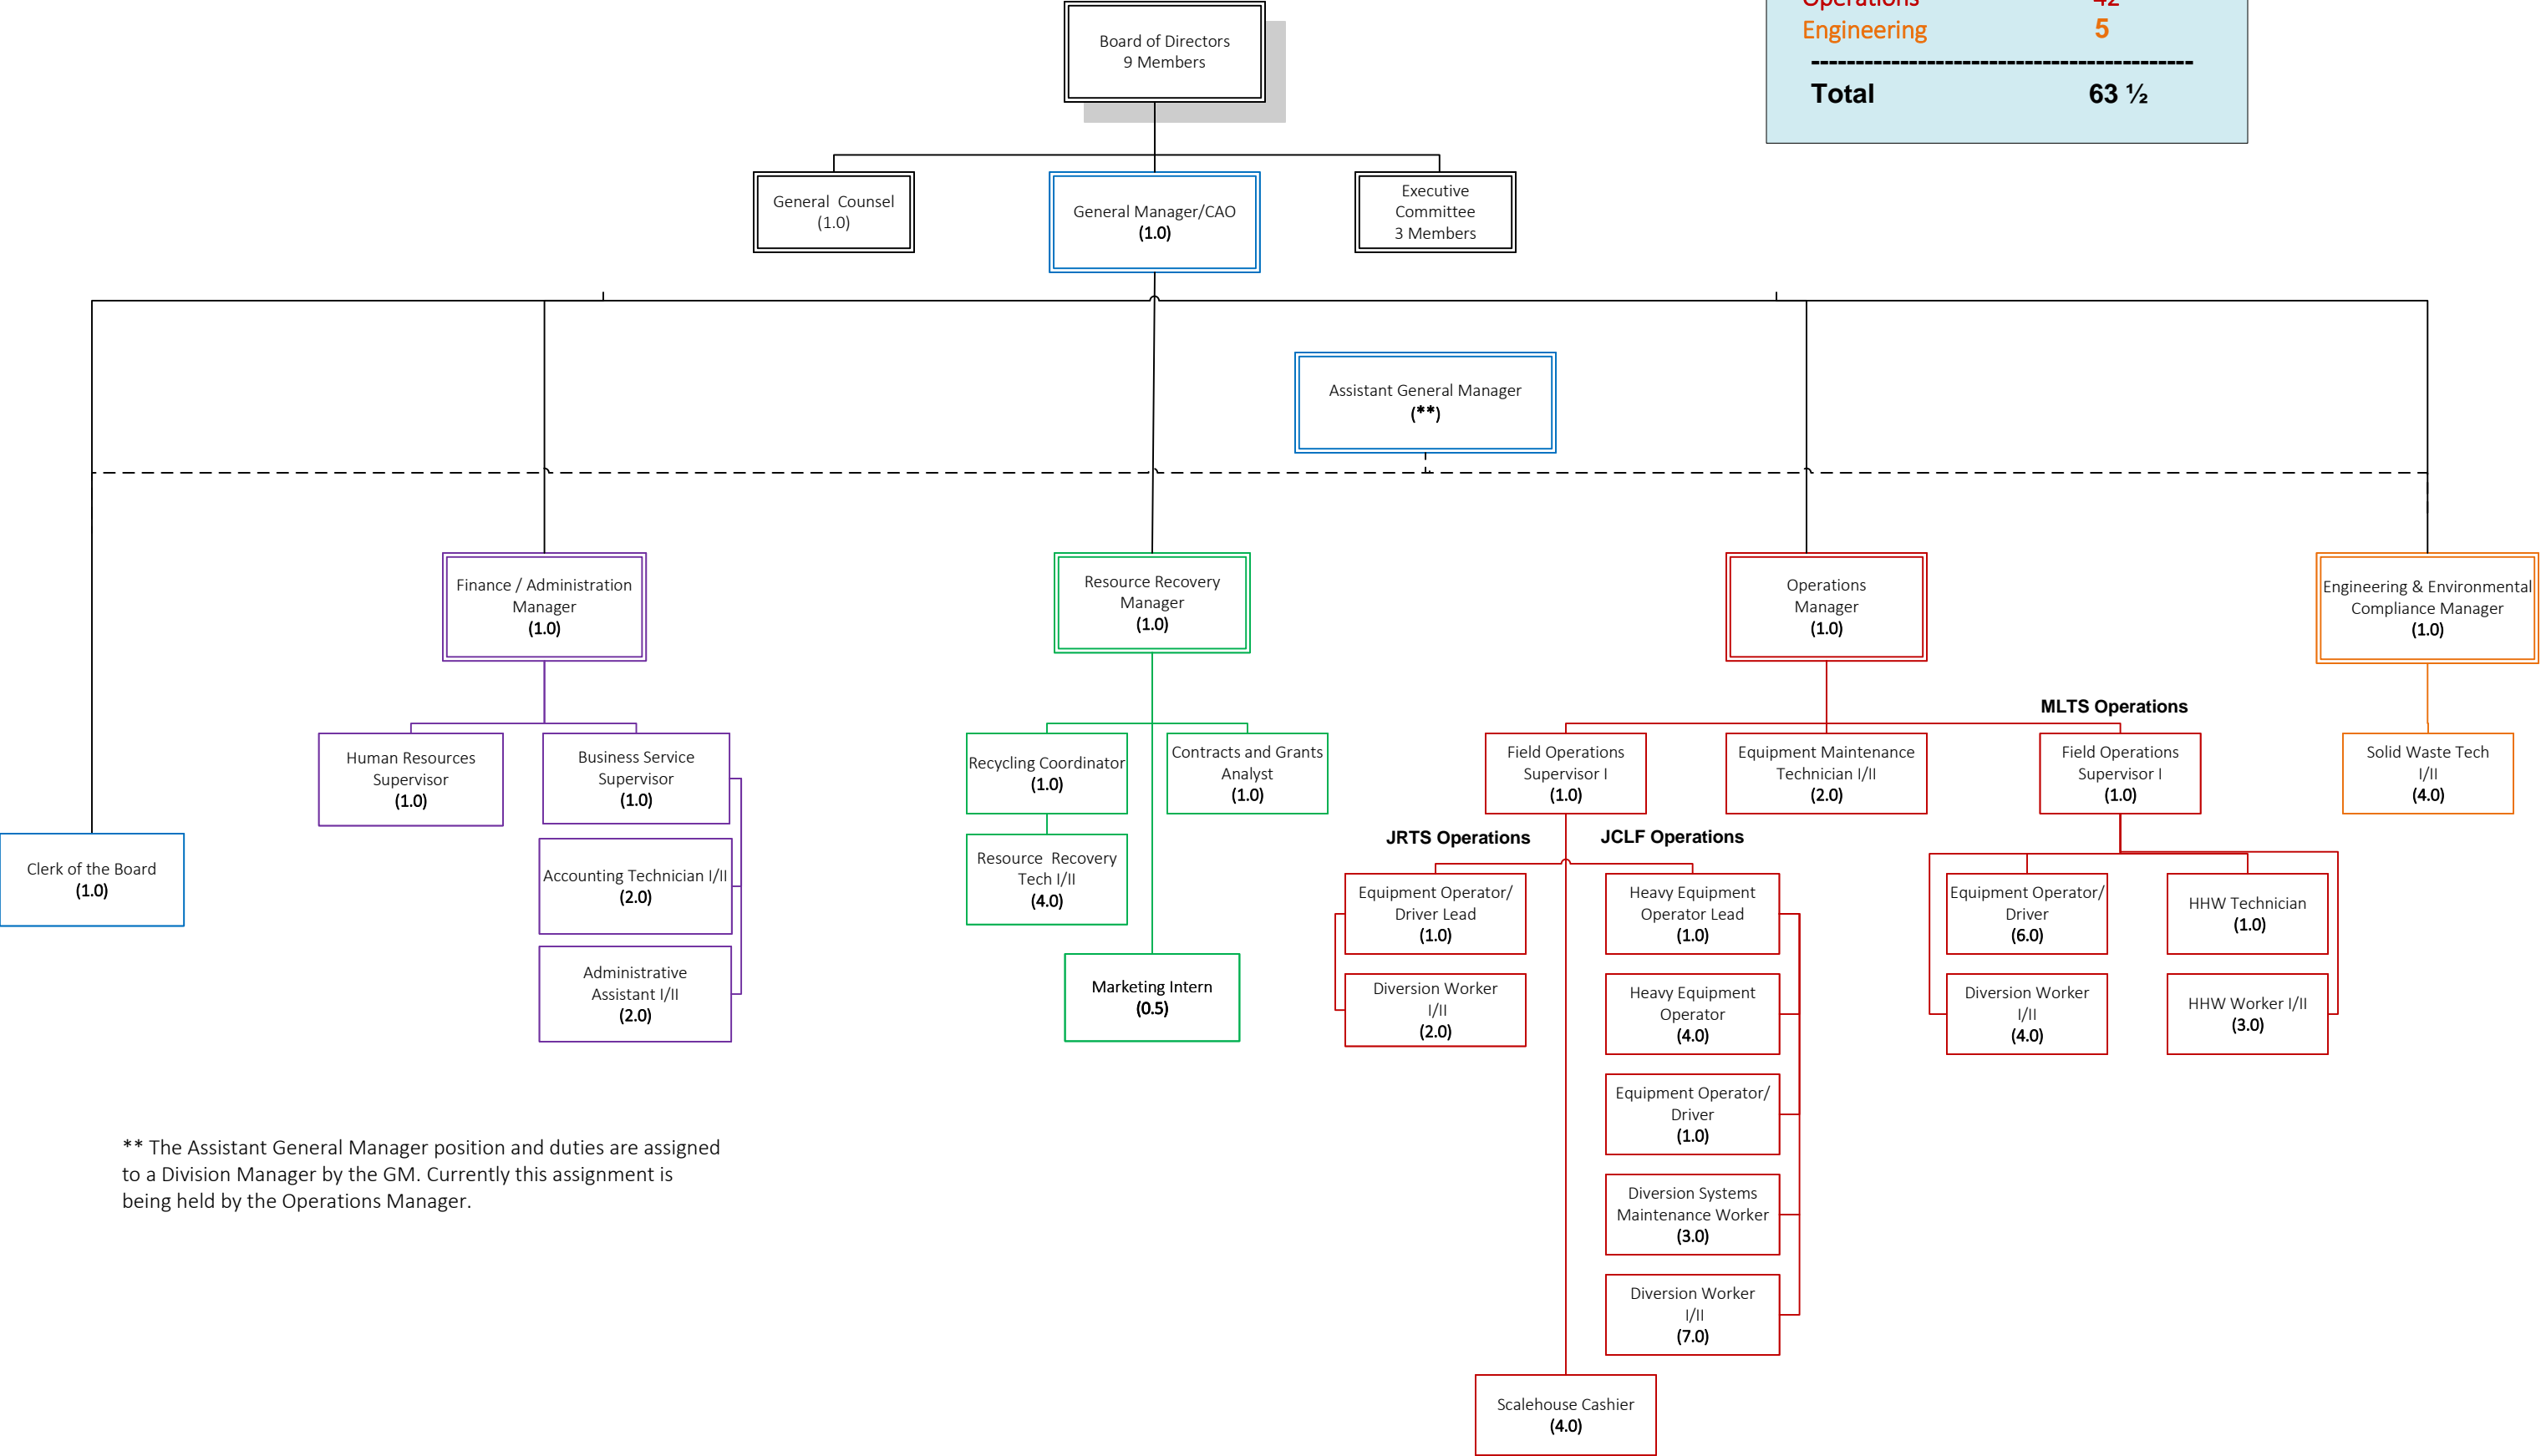 Operations 42
Engineering 5
-------------------------------------------
Total 63 ½
Board of Directors
9 Members
General Counsel
(1.0)
General Manager/CAO
(1.0)
Executive
Committee
3 Members
Assistant General Manager
(**)
Finance / Administration
Manager
(1.0)
Resource Recovery
Manager
(1.0)
Operations
Manager
(1.0)
Engineering & Environmental
Compliance Manager
(1.0)
MLTS Operations
Human Resources
Supervisor
(1.0)
Business Service
Supervisor
(1.0)
Recycling Coordinator
(1.0)
Contracts and Grants
Analyst
(1.0)
Field Operations
Supervisor I
(1.0)
Equipment Maintenance
Technician I/II
(2.0)
Field Operations
Supervisor I
(1.0)
Solid Waste Tech
I/II
(4.0)
JRTS Operations
JCLF Operations
Clerk of the Board
(1.0)
Accounting Technician I/II
(2.0)
Resource Recovery
Tech I/II
(4.0)
Equipment Operator/
Driver Lead
(1.0)
Heavy Equipment
Operator Lead
(1.0)
Equipment Operator/
Driver
(6.0)
HHW Technician
(1.0)
Administrative
Assistant I/II
(2.0)
Marketing Intern
(0.5)
Diversion Worker
I/II
(2.0)
Heavy Equipment
Operator
(4.0)
Diversion Worker
I/II
(4.0)
HHW Worker I/II
(3.0)
Equipment Operator/
Driver
(1.0)
** The Assistant General Manager position and duties are assigned
to a Division Manager by the GM. Currently this assignment is
being held by the Operations Manager.
Diversion Systems
Maintenance Worker
(3.0)
Diversion Worker
I/II
(7.0)
Scalehouse Cashier
(4.0)